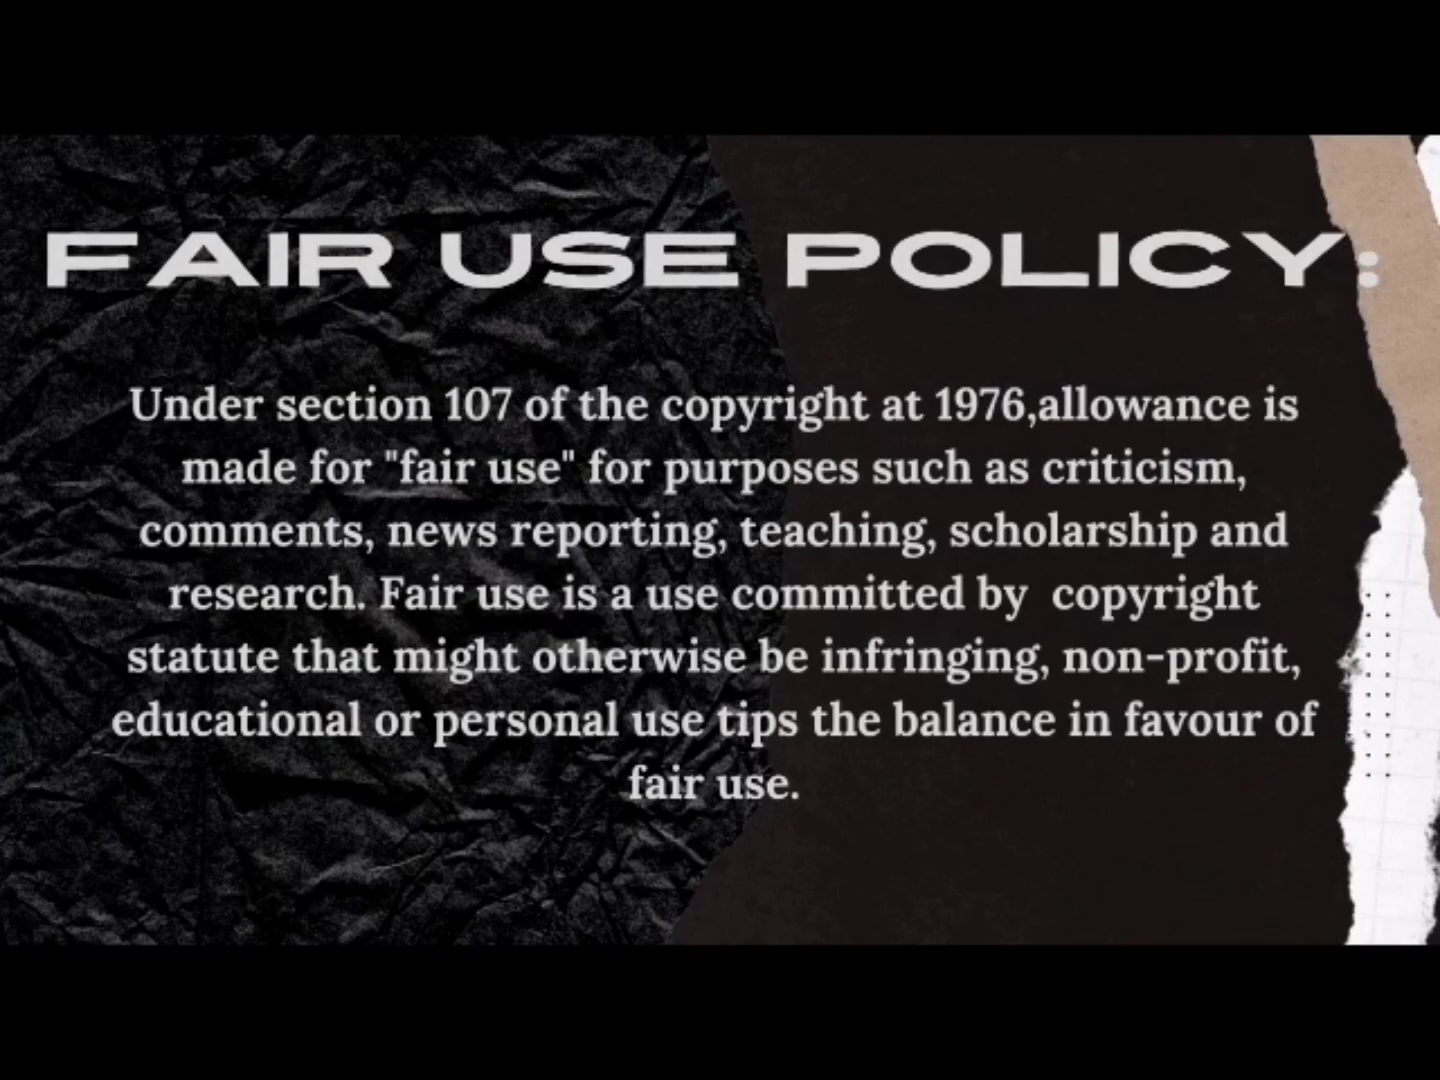 FAIR USE POLICY:
Under section 107 of the copyright at 1976,allowance is
made for "fair use" for purposes such as criticism,
comments, news reporting, teaching, scholarship and
research. Fair use is a use committed by  copyright
statute that might otherwise be infringing, non-profit,
educational or personal use tips the balance in favour of
fair use.